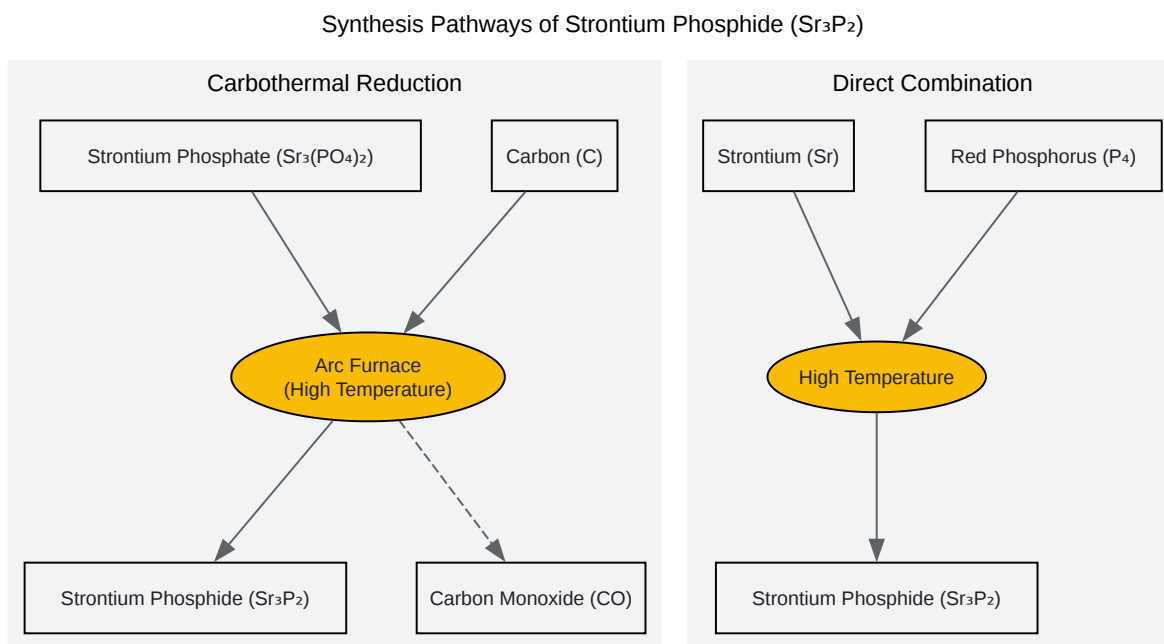 Synthesis Pathways of Strontium Phosphide (Sr₃P₂)
Carbothermal Reduction
Strontium Phosphate (Sr₃(PO₄)₂)
Carbon (C)
Arc Furnace
(High Temperature)
Strontium Phosphide (Sr₃P₂)
Carbon Monoxide (CO)
Direct Combination
Strontium (Sr)
Red Phosphorus (P₄)
High Temperature
Strontium Phosphide (Sr₃P₂)